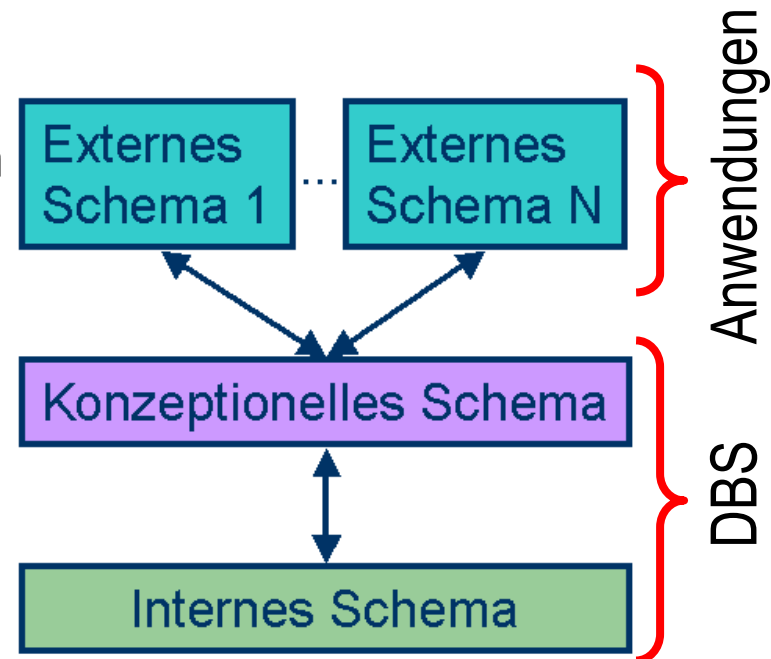 Externes
Schema 1
...
Externes
Schema N
Anwendungen
Konzeptionelles Schema
DBS
Internes Schema